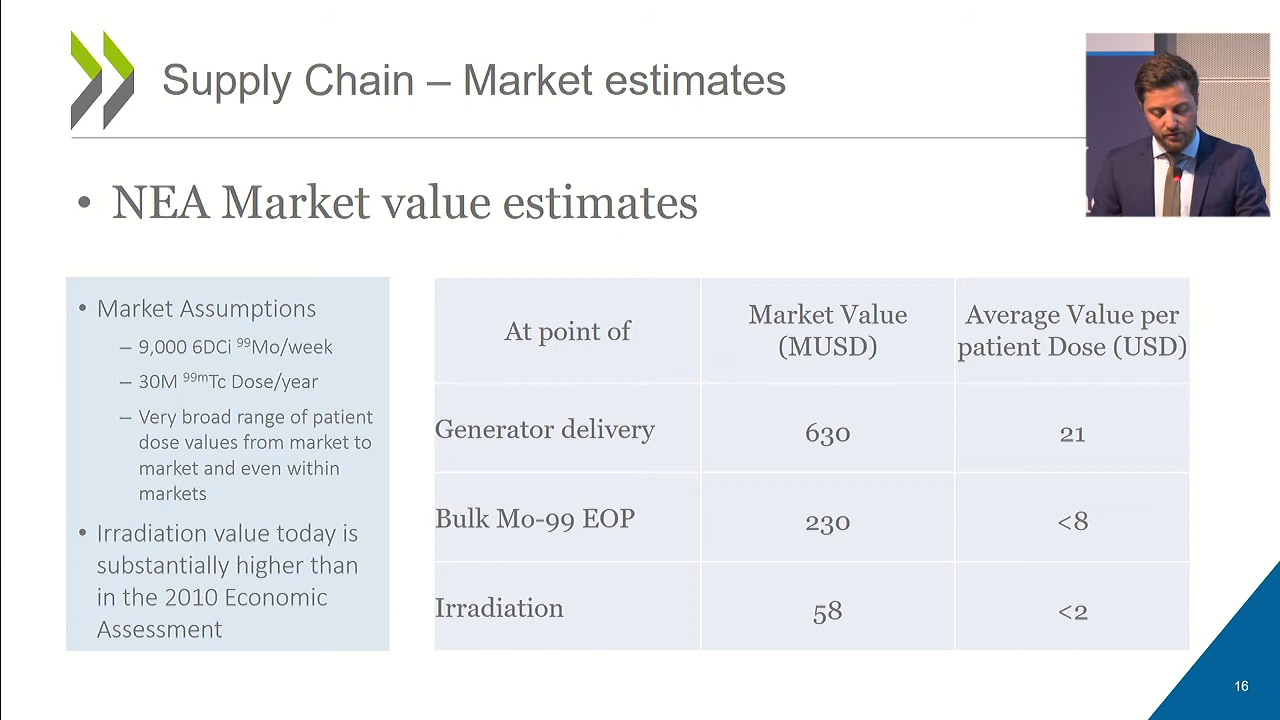 Supply Chain – Market estimates
• NEA Market value estimates
• Market Assumptions
– 9,000 6DCi ⁹⁹Mo/week
– 30M ⁹⁹ᵐTc Dose/year
– Very broad range of patient
dose values from market to
market and even within
markets
• Irradiation value today is
substantially higher than
in the 2010 Economic
Assessment
At point of
Market Value
(MUSD)
Average Value per
patient Dose (USD)
Generator delivery 630 21
Bulk Mo-99 EOP 230 <8
Irradiation 58 <2
16